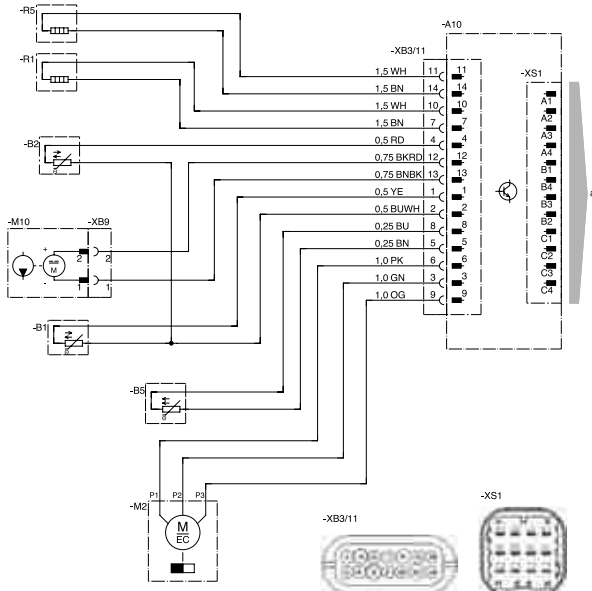 -R5
-A10
-R1
-XB3/11
-XS1
1,5 WH 11 11
1,5 BN 14 14
1,5 WH 10 10
1,5 BN 7 7
-B2
0,5 RD 4 4
0,75 BKRD 12 12
0,75 BNBK 13 13
0,5 YE 1 1
0,5 BUWH 2 2
0,25 BU 8 8
0,25 BN 5 5
1,0 PK 6 6
1,0 GN 3 3
1,0 OG 9 9
A1
A2
A3
A4
B1
B4
B3
B2
C1
C2
C3
C4
a
-M10
-XB9
+
M
-
2 2
1 1
-B1
-B5
P1 P2 P3
-M2
M
EC
-XB3/11
-XS1